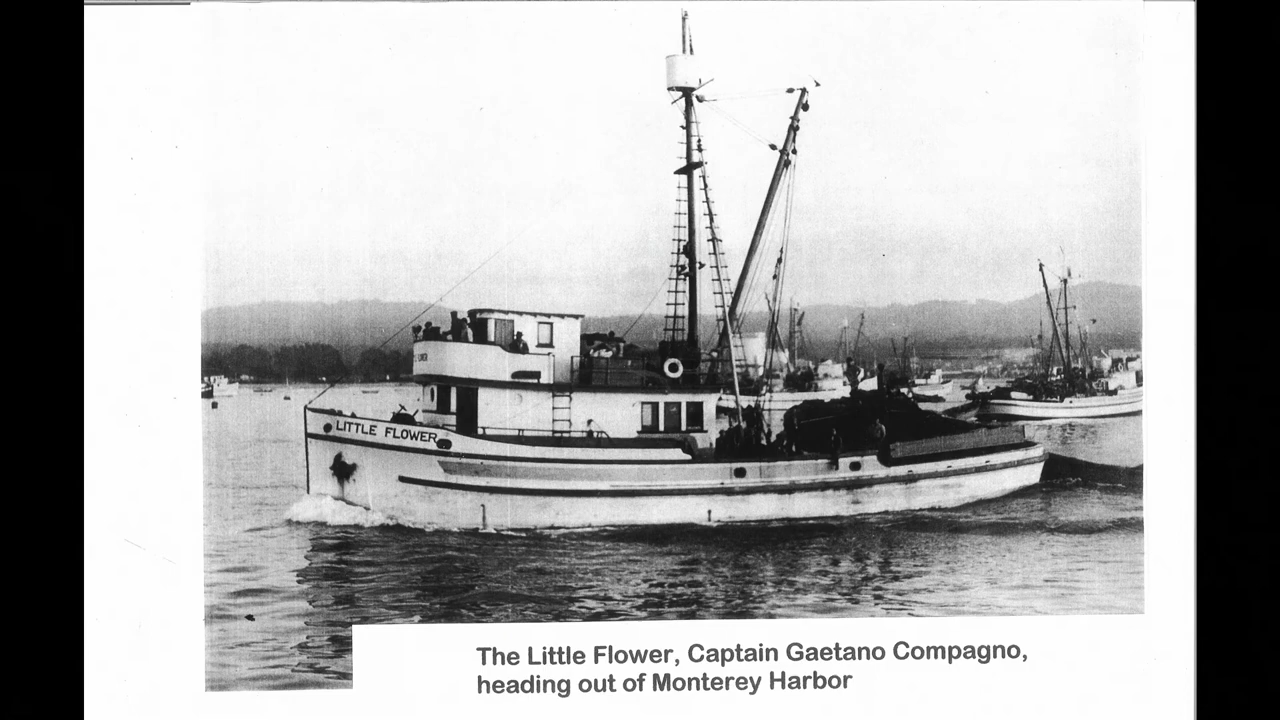 LITTLE FLOWER
The Little Flower, Captain Gaetano Compagno,
heading out of Monterey Harbor